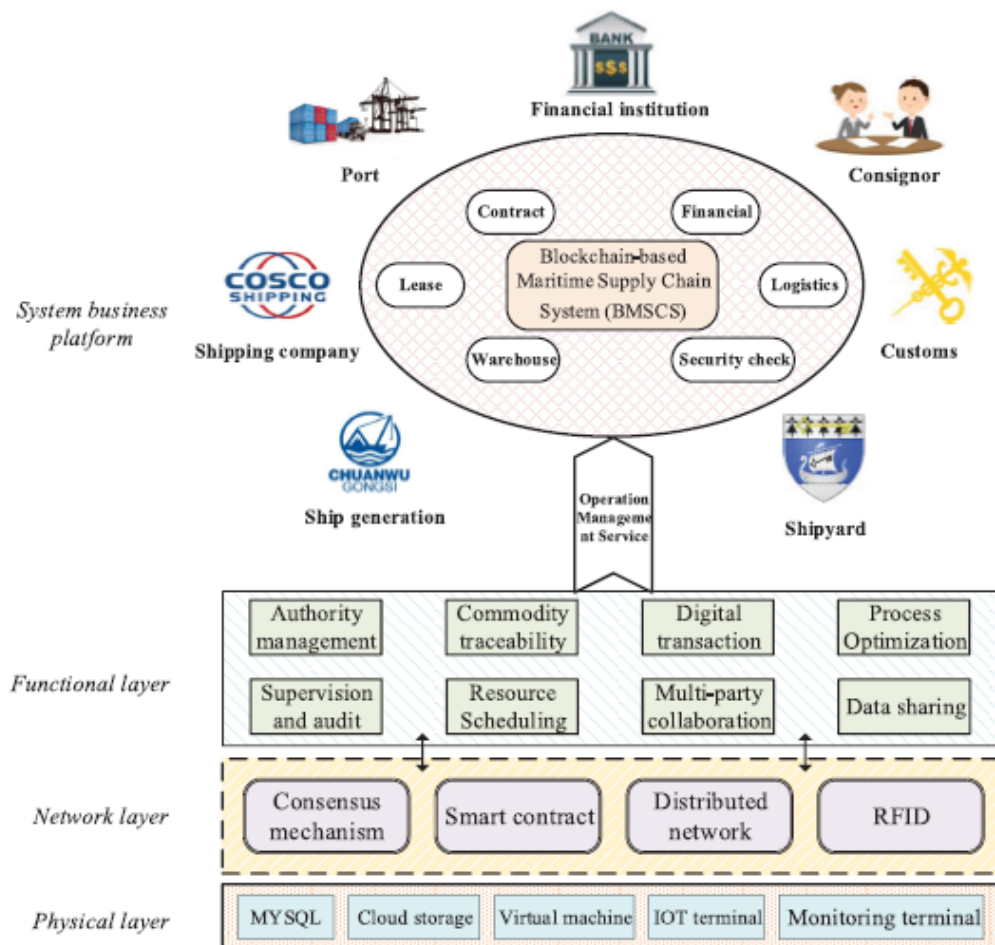 BANK
$$$
Financial institution
Port
Consignor
Contract
Financial
Blockchain-based
Maritime Supply Chain
System (BMSCS)
Lease
Logistics
Warehouse
Security check
COSCO
SHIPPING
Shipping company
Customs
System business
platform
CHUANWU
GONGSI
Ship generation
Shipyard
Operation
Manageme
nt Service
Functional layer
Authority
management
Commodity
traceability
Digital
transaction
Process
Optimization
Supervision
and audit
Resource
Scheduling
Multi-party
collaboration
Data sharing
Network layer
Consensus
mechanism
Smart contract
Distributed
network
RFID
Physical layer
MYSQL
Cloud storage
Virtual machine
IOT terminal
Monitoring terminal